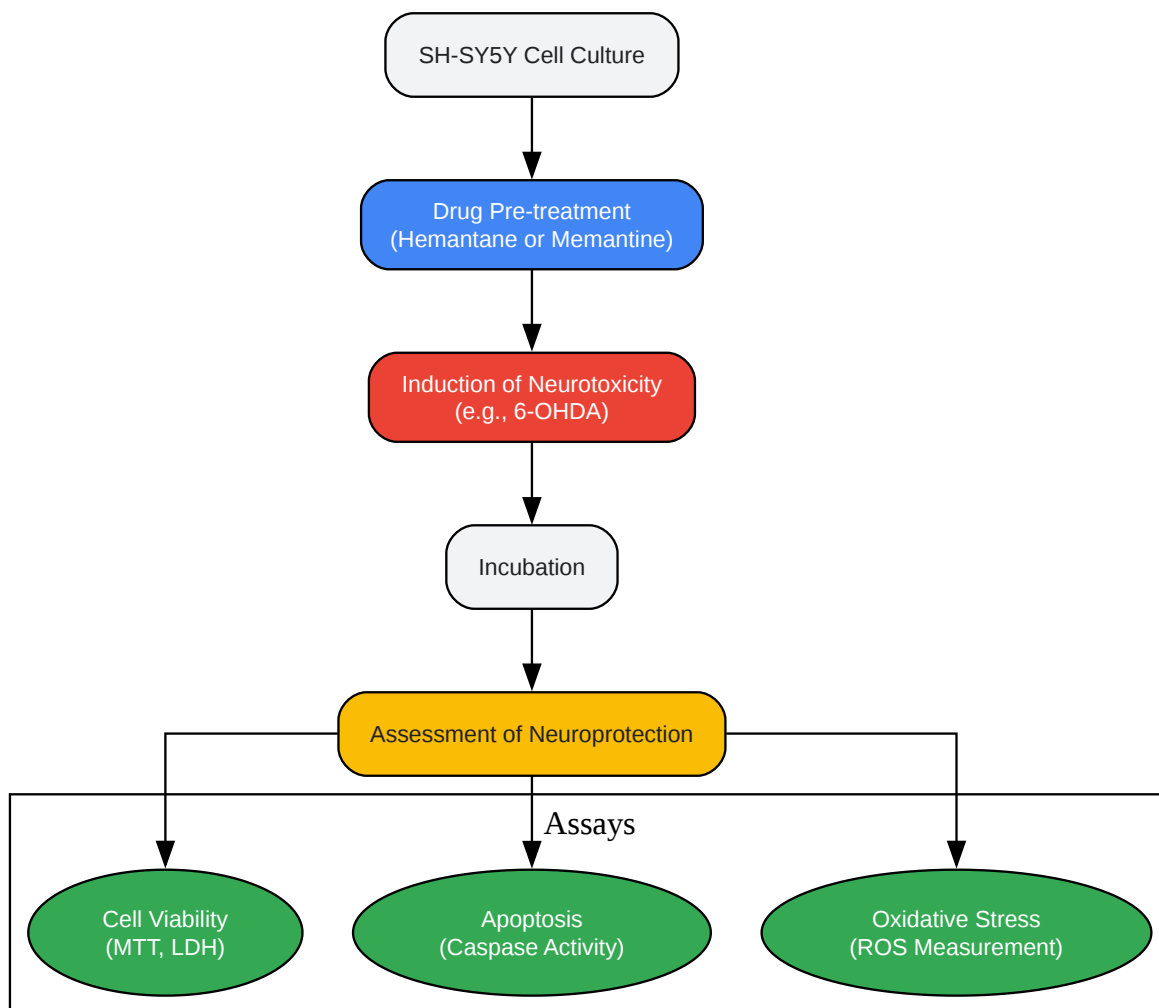 SH-SY5Y Cell Culture
Drug Pre-treatment
(Hemantane or Memantine)
Induction of Neurotoxicity
(e.g., 6-OHDA)
Incubation
Assessment of Neuroprotection
Assays
Cell Viability
(MTT, LDH)
Apoptosis
(Caspase Activity)
Oxidative Stress
(ROS Measurement)